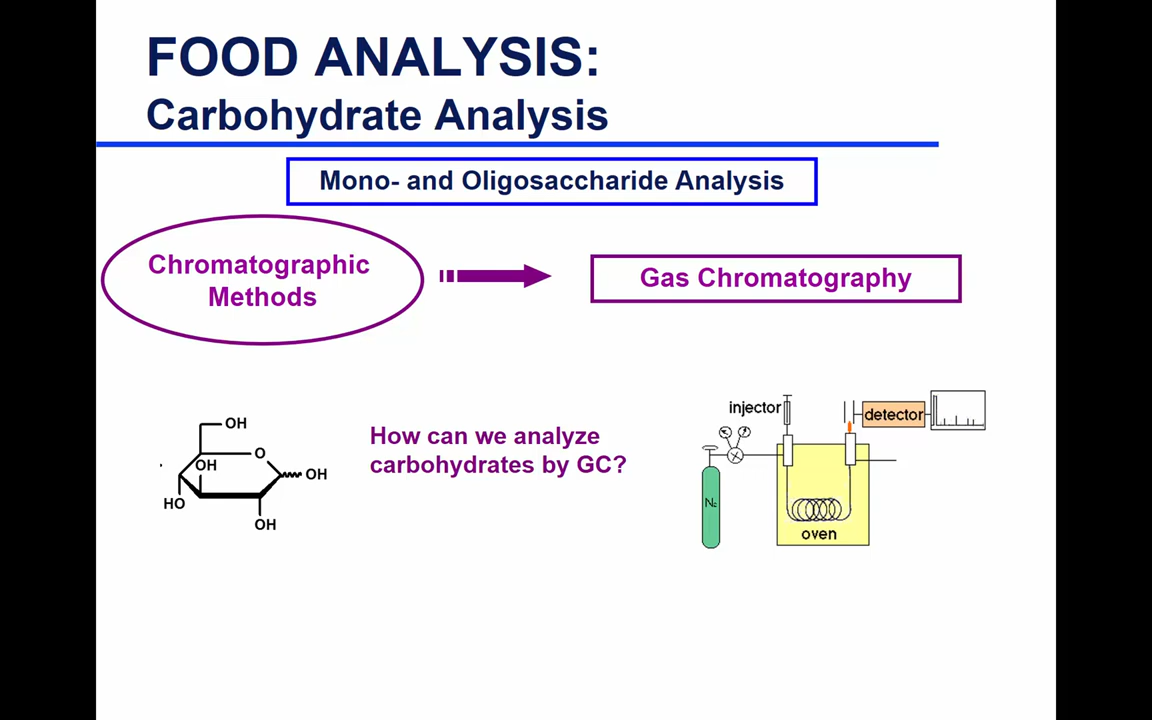 FOOD ANALYSIS:
Carbohydrate Analysis
Mono- and Oligosaccharide Analysis
Chromatographic
Methods
Gas Chromatography
OH
O
OH
OH
HO
OH
How can we analyze
carbohydrates by GC?
injector
detector
N₂
oven